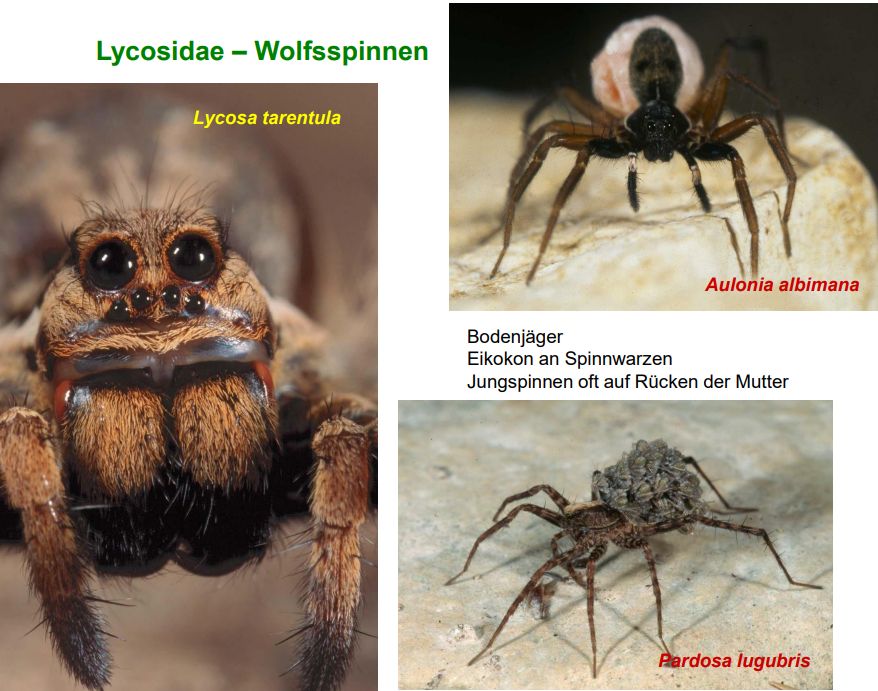 Lycosidae – Wolfsspinnen
Lycosa tarentula
Aulonia albimana
Bodenjäger
Eikokon an Spinnwarzen
Jungspinnen oft auf Rücken der Mutter
Pardosa lugubris